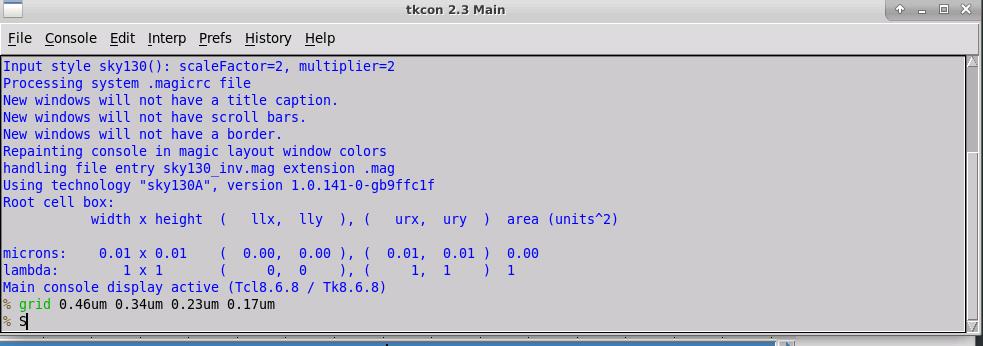 tkcon 2.3 Main
File Console Edit Interp Prefs History Help
Input style sky130(): scaleFactor=2, multiplier=2
Processing system .magicrc file
New windows will not have a title caption.
New windows will not have scroll bars.
New windows will not have a border.
Repainting console in magic layout window colors
handling file entry sky130_inv.mag extension .mag
Using technology "sky130A", version 1.0.141-0-gb9ffc1f
Root cell box:
width x height ( llx, lly ), ( urx, ury ) area (units^2)
microns: 0.01 x 0.01 ( 0.00, 0.00 ), ( 0.01, 0.01 ) 0.00
lambda: 1 x 1 ( 0, 0 ), ( 1, 1 ) 1
Main console display active (Tcl8.6.8 / Tk8.6.8)
% grid 0.46um 0.34um 0.23um 0.17um
% S